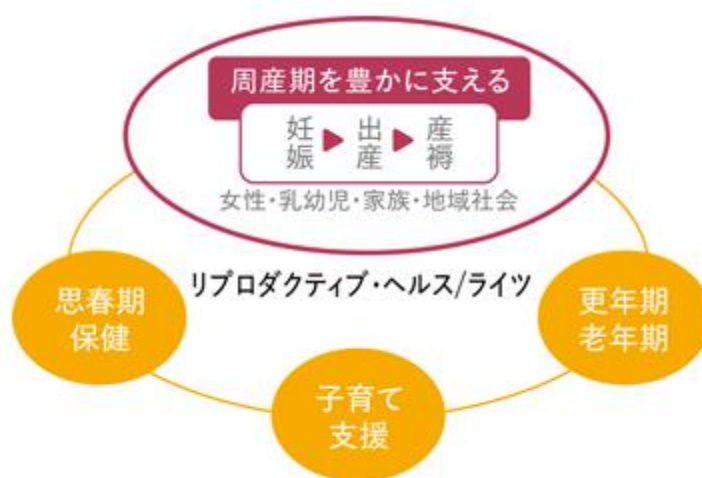 周産期を豊かに支える
妊娠▶出産▶産褥
女性・乳幼児・家族・地域社会
リプロダクティブ・ヘルス/ライツ
思春期
保健
更年期
老年期
子育て
支援